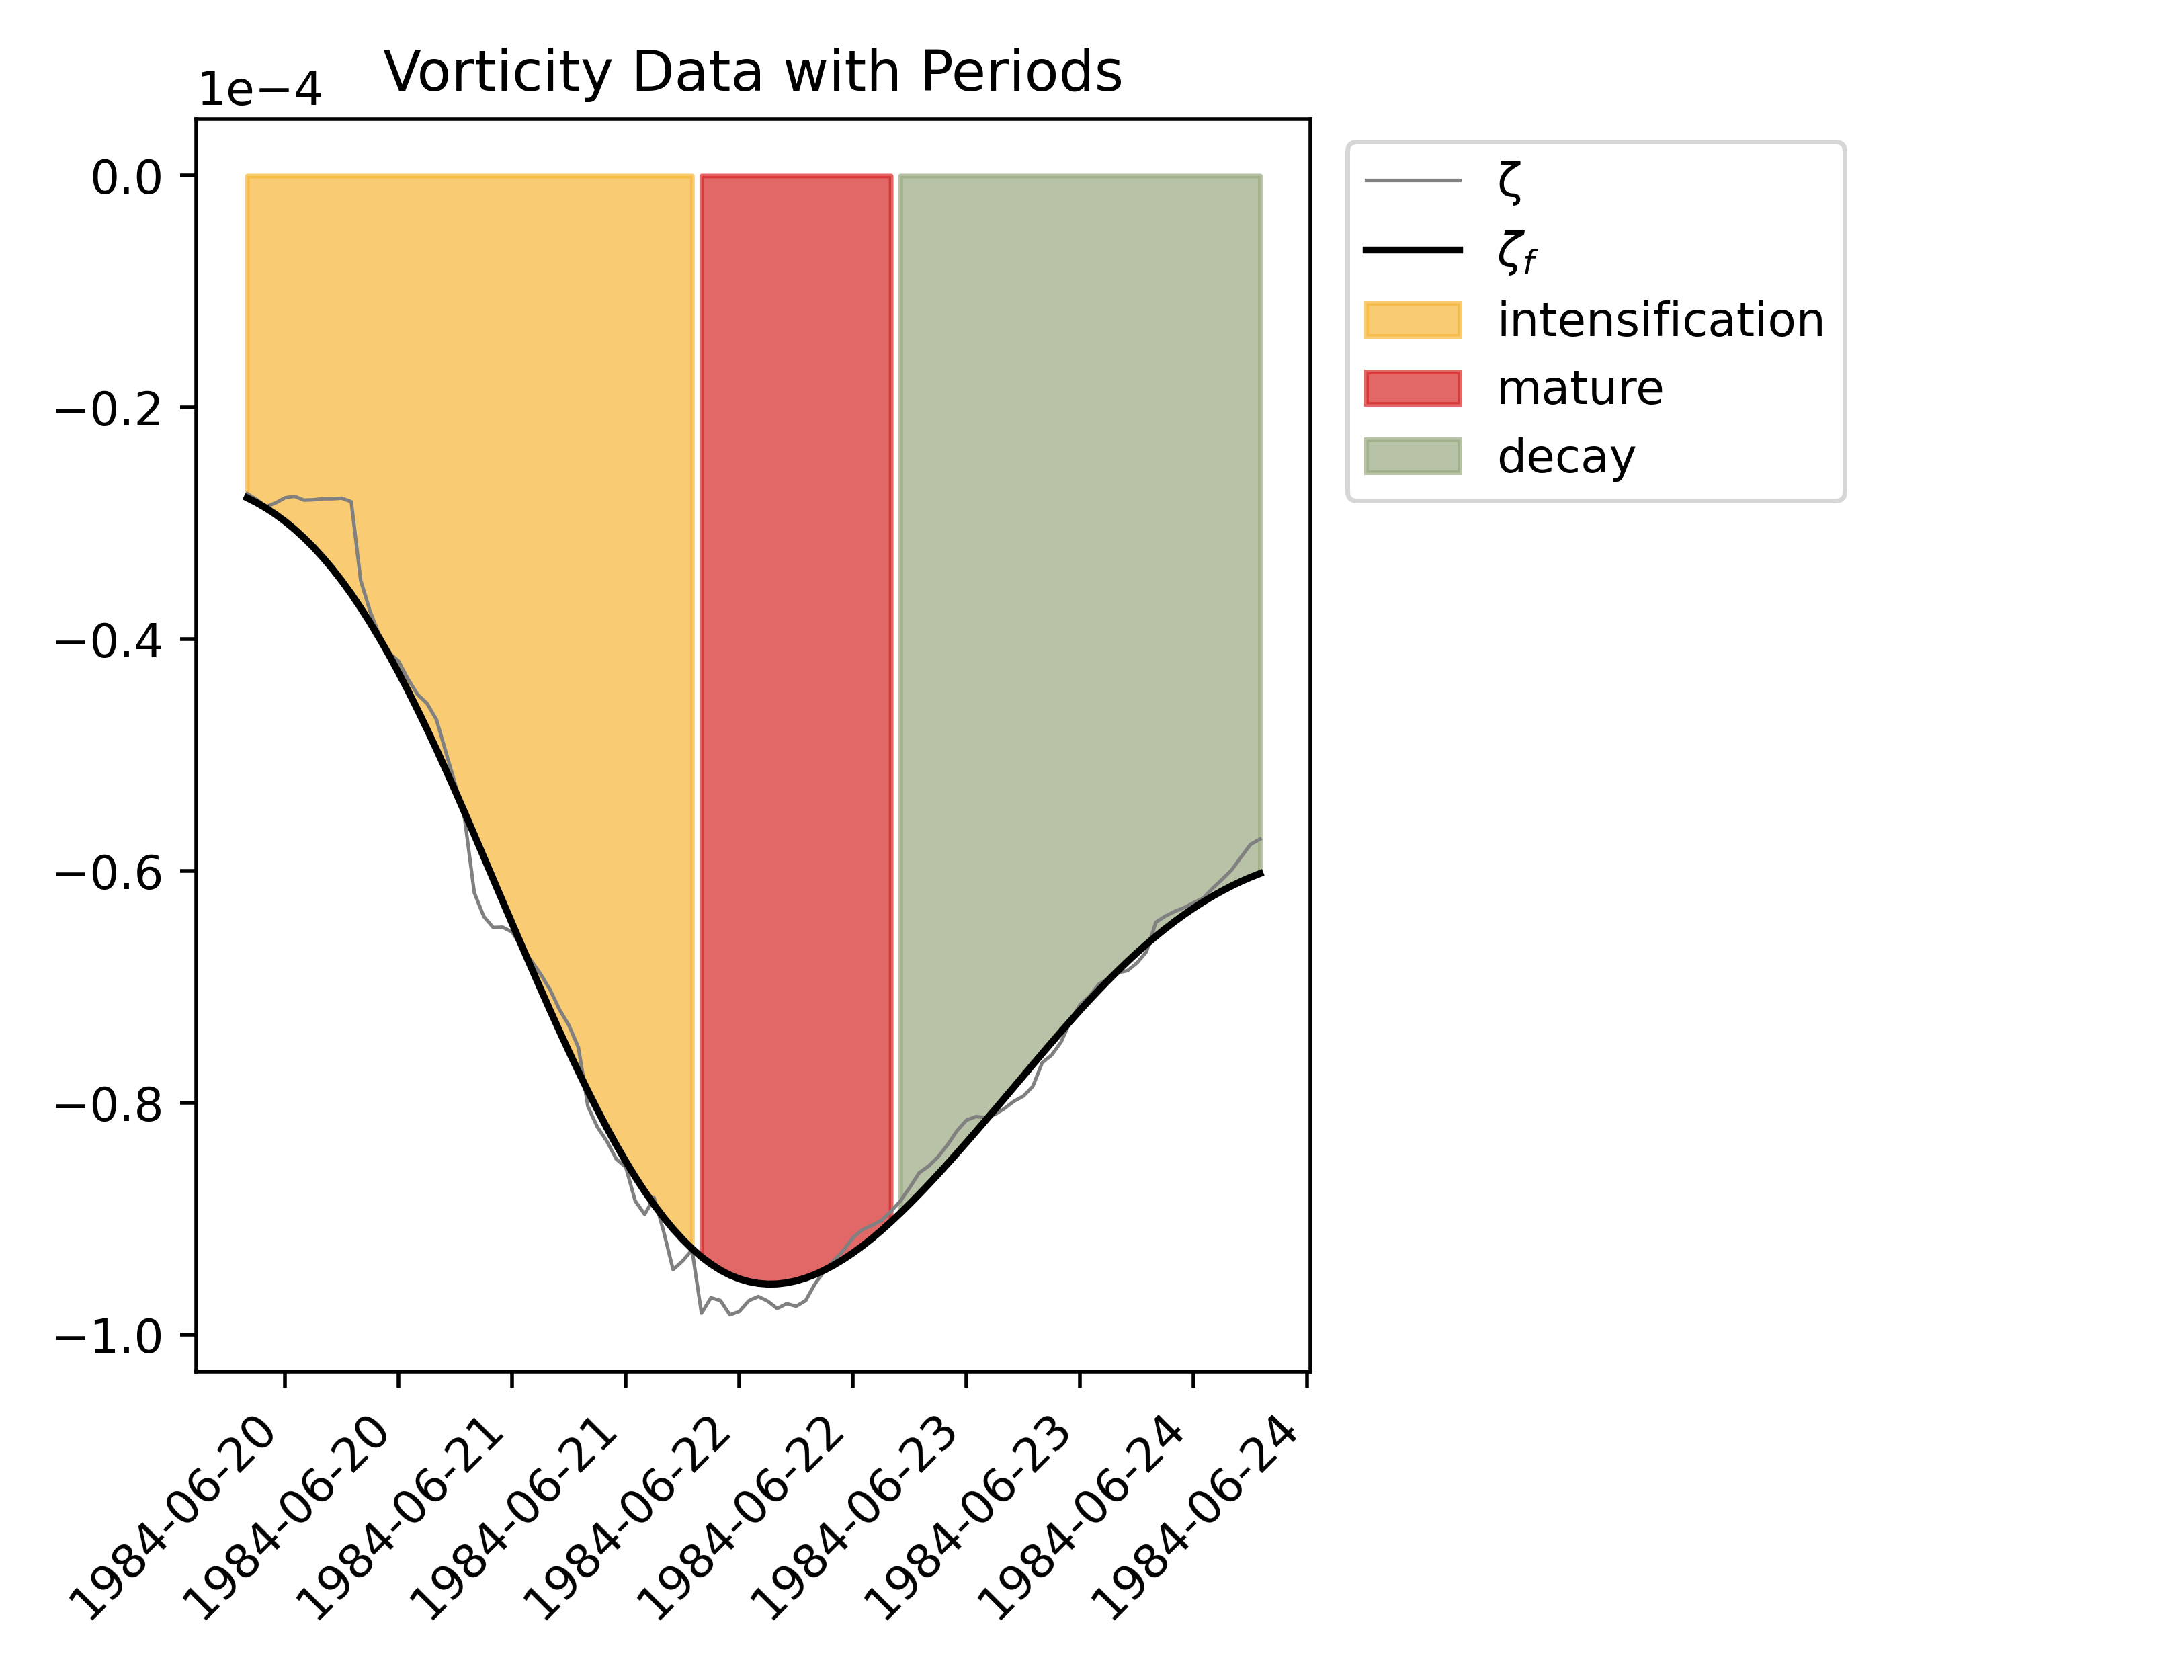 Vorticity Data with Periods
1e−4
0.0
−0.2
−0.4
−0.6
−0.8
−1.0
1984-06-20
1984-06-20
1984-06-21
1984-06-21
1984-06-22
1984-06-22
1984-06-23
1984-06-23
1984-06-24
1984-06-24
ζ
ζf
intensification
mature
decay